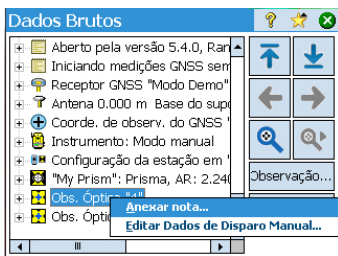 Dados Brutos
Aberto pela versão 5.4.0, Ran
Iniciando medições GNSS sem
Receptor GNSS "Modo Demo"
Antena 0.000 m Base do supo
Coorde. de observ. do GNSS '
Instrumento: Modo manual
Configuração da estação em '
"My Prism": Prisma, AR: 2.240
Observação...
Obs. Óptica "4"
Anexar nota...
Obs. Óptic
Editar Dados de Disparo Manual...